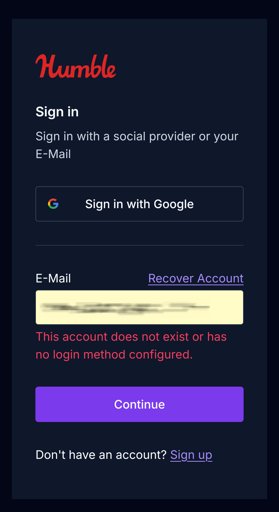 Humble
Sign in
Sign in with a social provider or your
E-Mail
Sign in with Google
E-Mail
Recover Account
This account does not exist or has
no login method configured.
Continue
Don't have an account? Sign up